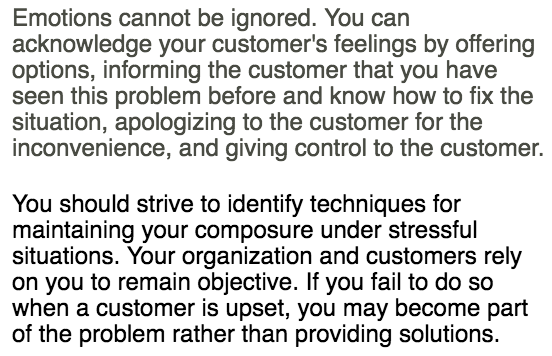 Emotions cannot be ignored. You can
acknowledge your customer's feelings by offering
options, informing the customer that you have
seen this problem before and know how to fix the
situation, apologizing to the customer for the
inconvenience, and giving control to the customer.
You should strive to identify techniques for
maintaining your composure under stressful
situations. Your organization and customers rely
on you to remain objective. If you fail to do so
when a customer is upset, you may become part
of the problem rather than providing solutions.